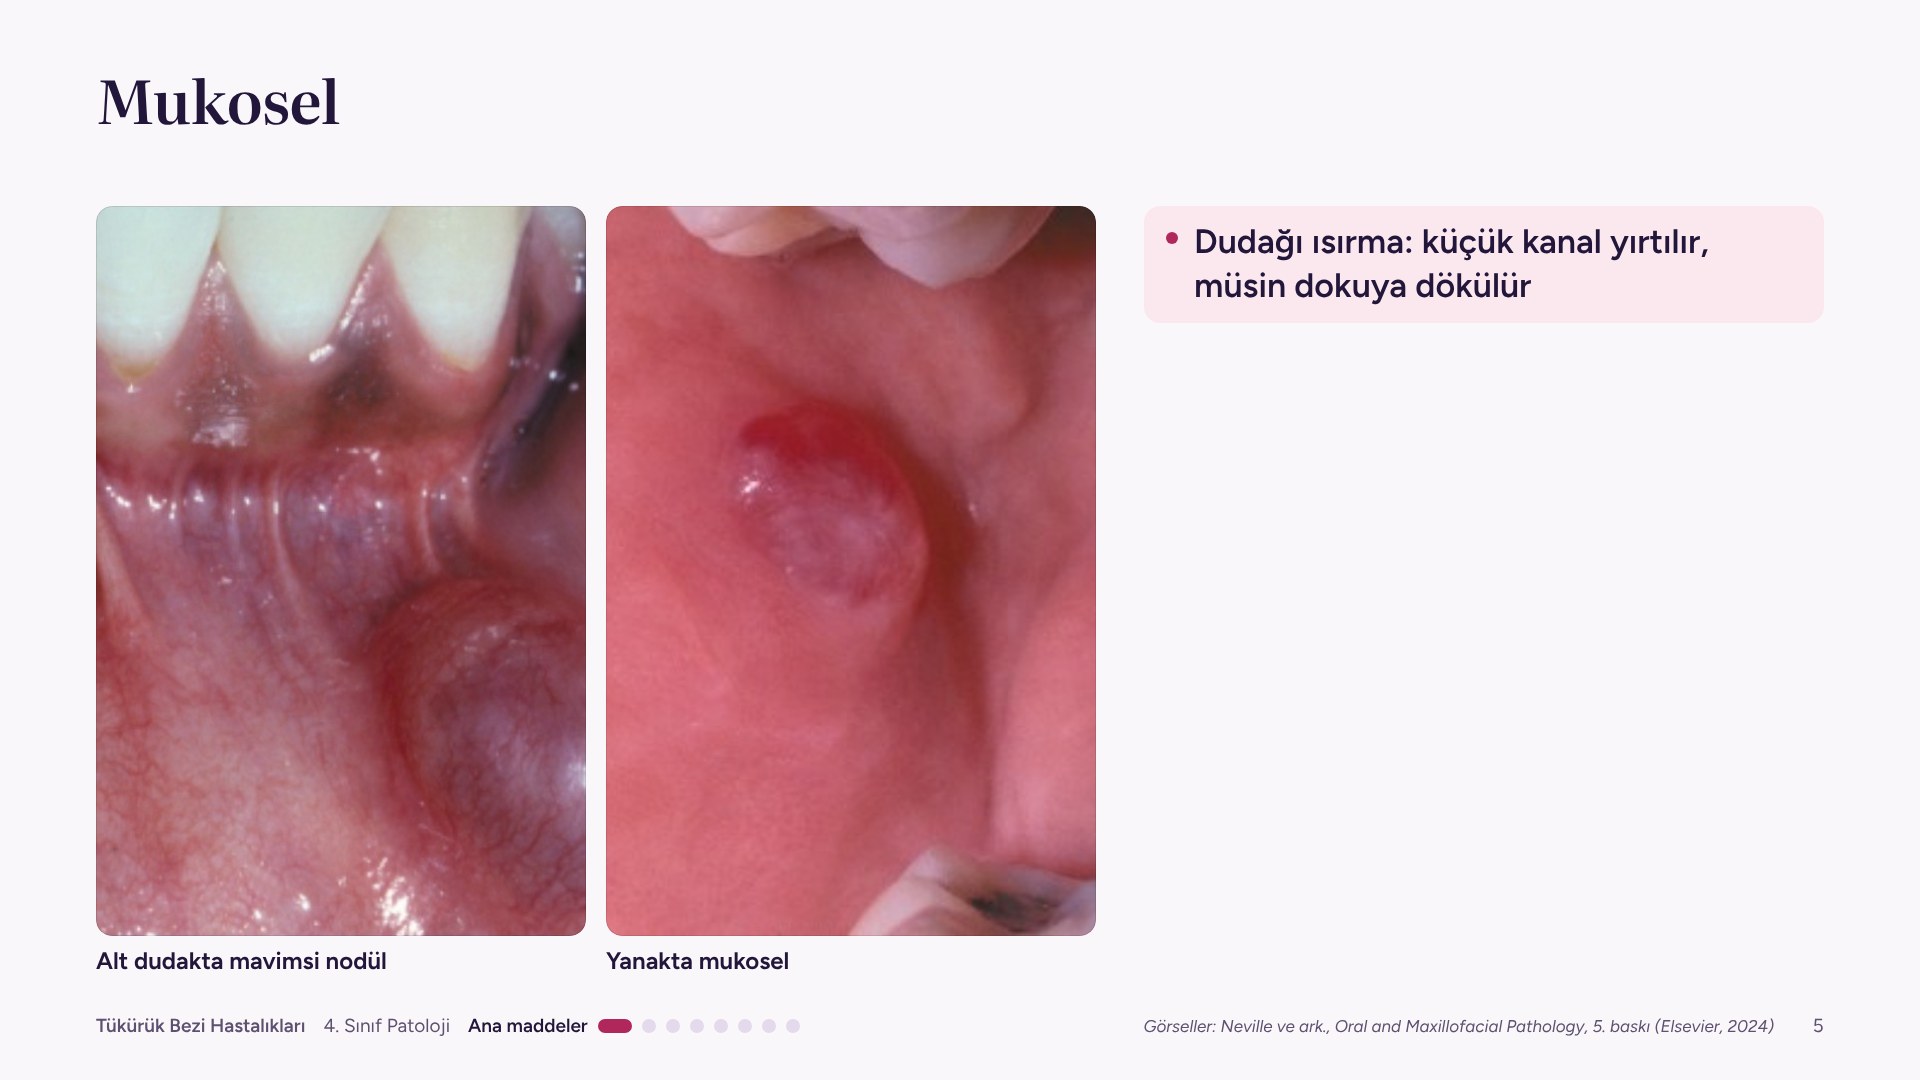 Mukosel
Dudağı ısırma: küçük kanal yırtılır,
müsin dokuya dökülür
Alt dudakta mavimsi nodül
Yanakta mukosel
Tükürük Bezi Hastalıkları 4. Sınıf Patoloji Ana maddeler
Görseller: Neville ve ark., Oral and Maxillofacial Pathology, 5. baskı (Elsevier, 2024) 5